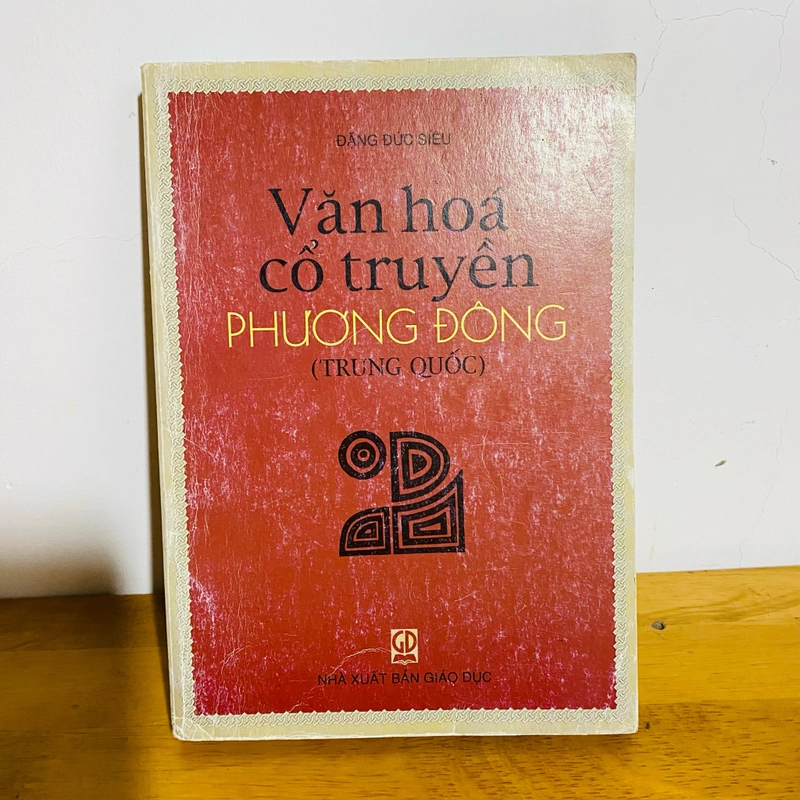 ĐẶNG ĐỨC SIÊU
Văn hoá
cổ truyền
PHƯƠNG ĐÔNG
(TRUNG QUỐC)
GD
NHÀ XUẤT BẢN GIÁO DỤC